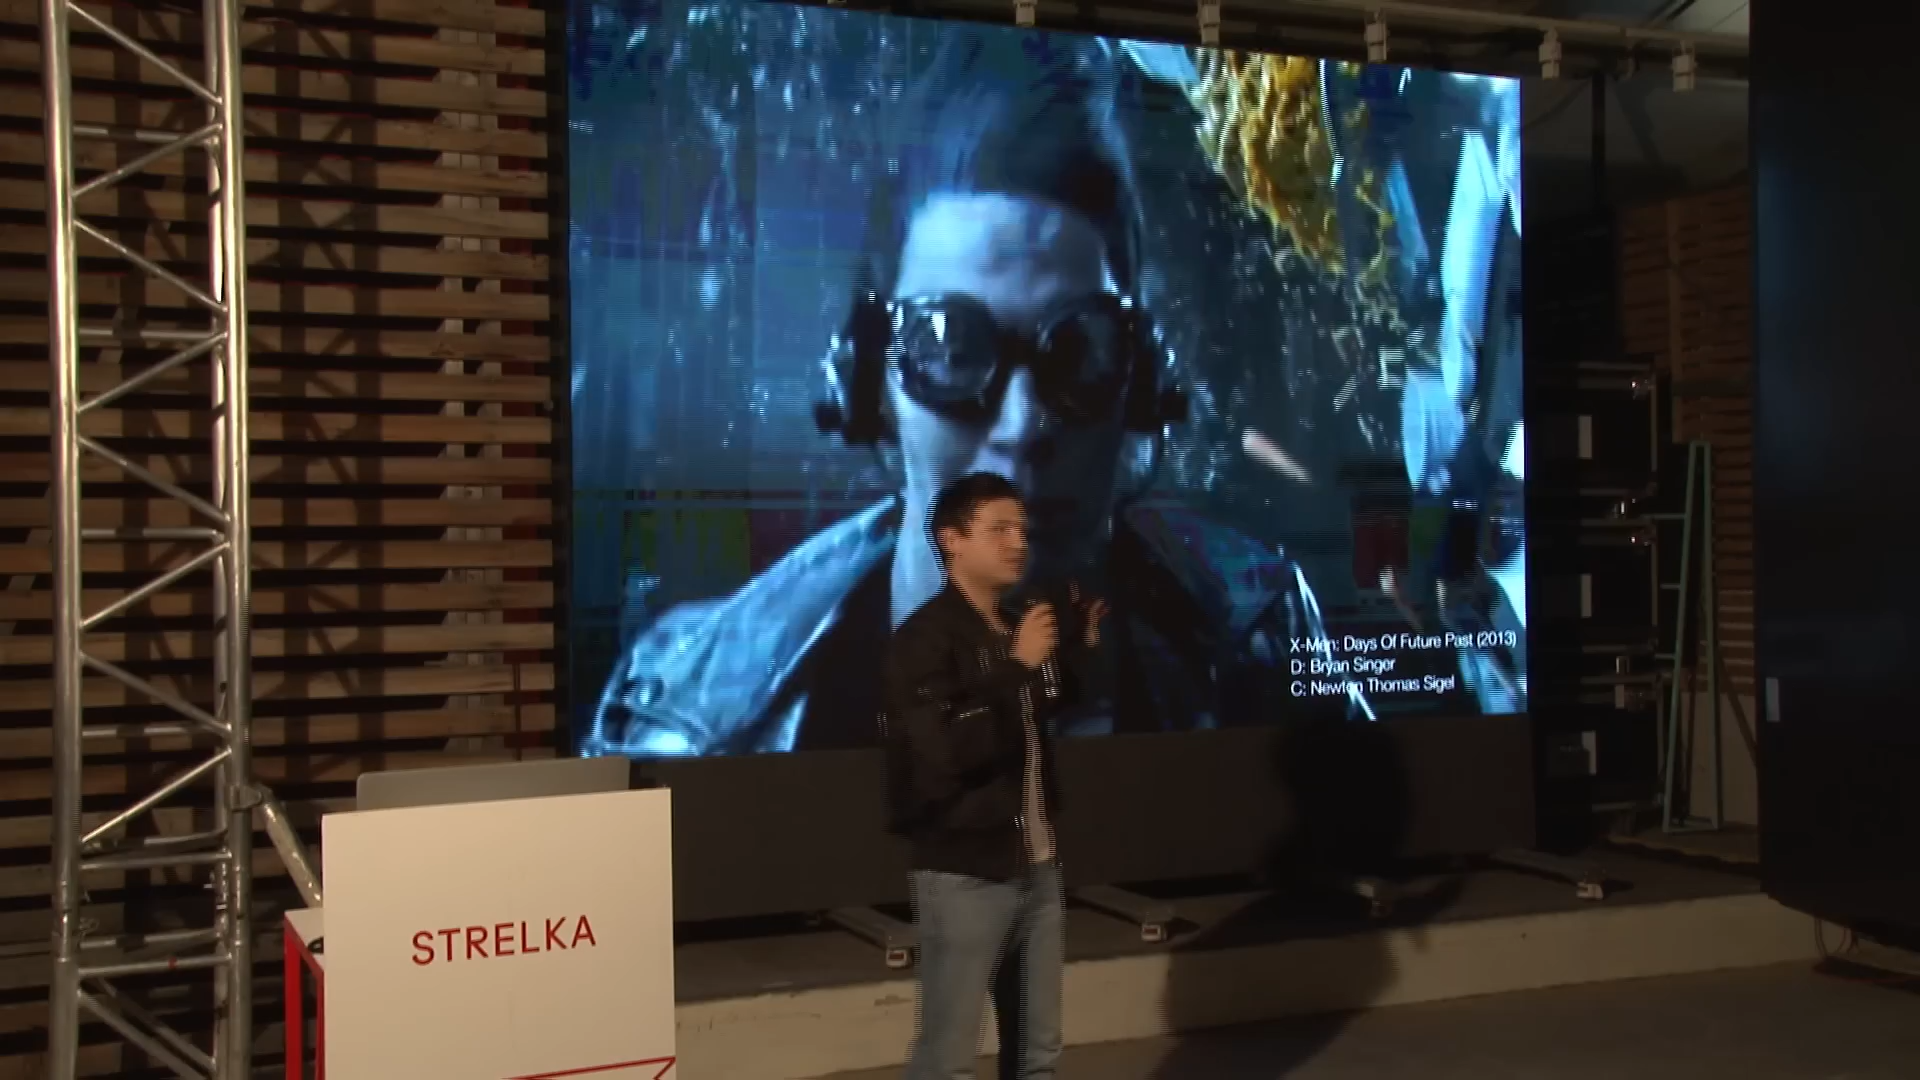 X-Men: Days Of Future Past (2013)
D: Bryan Singer
C: Newton Thomas Sigel
STRELKA